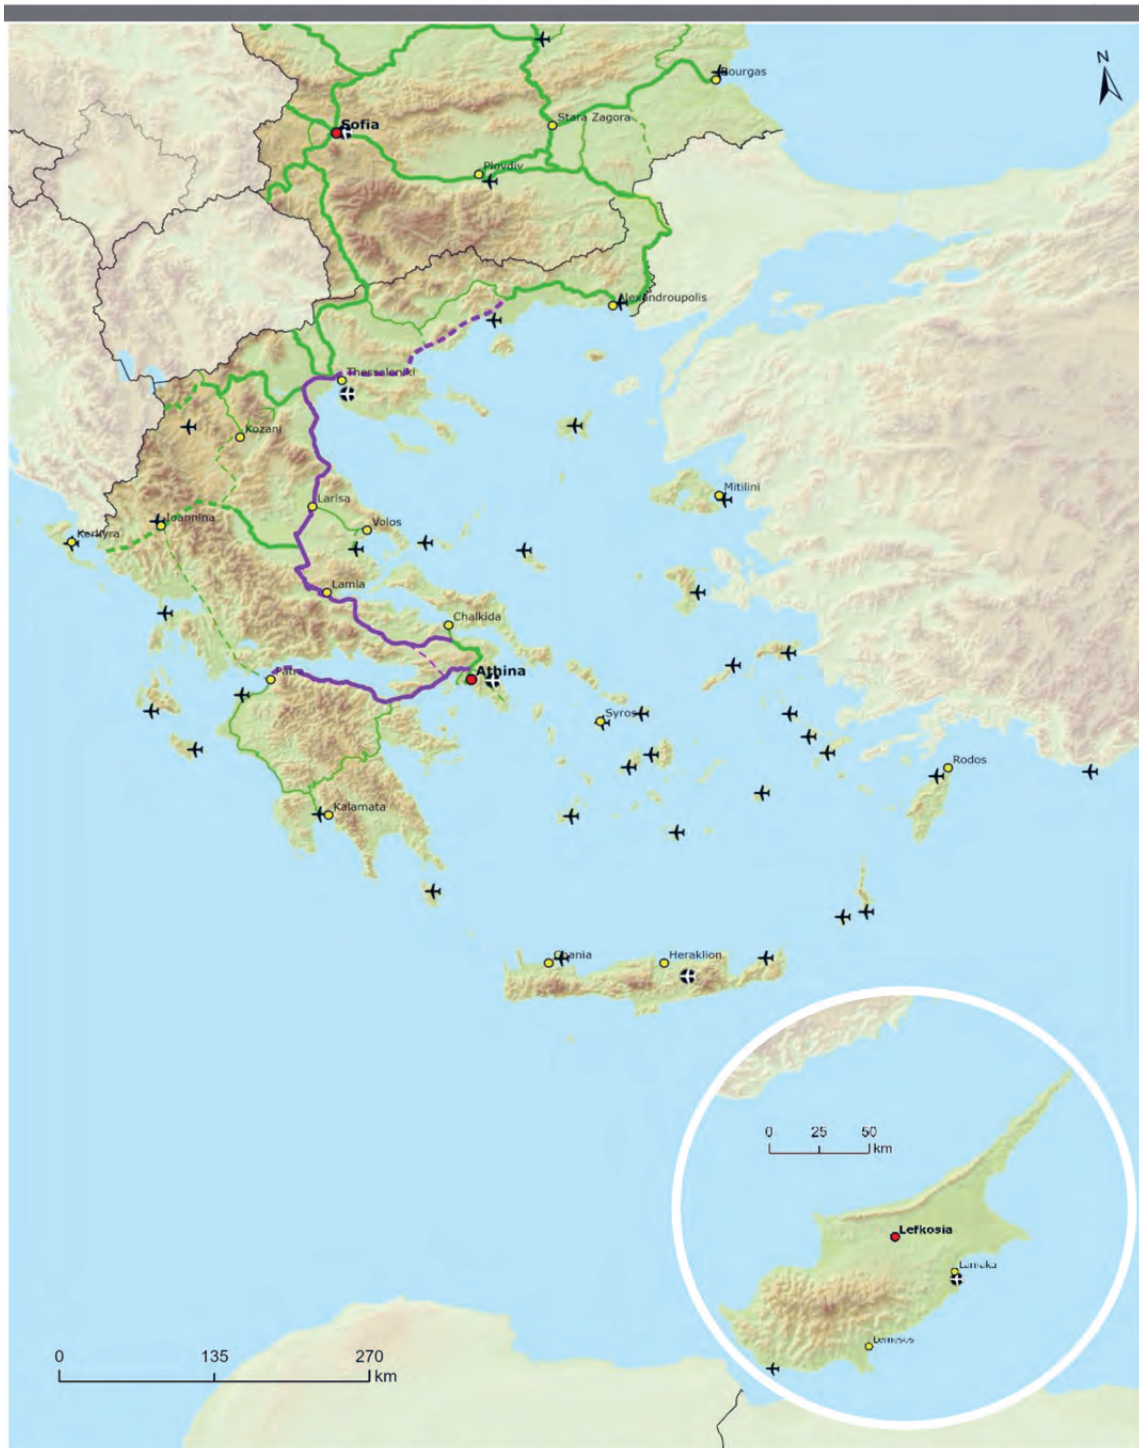 N
Bourgas
Stara Zagora
Sofia
Plovdiv
Alexandroupolis
Thessaloniki
Kozani
Mitilini
Larisa
Ioannina
Volos
Kerkyra
Lamia
Chalkida
Athina
Patra
Syros
Rodos
Kalamata
Chania
Heraklion
0 25 50
km
Lefkosia
Larnaka
Lemesos
0 135 270
km